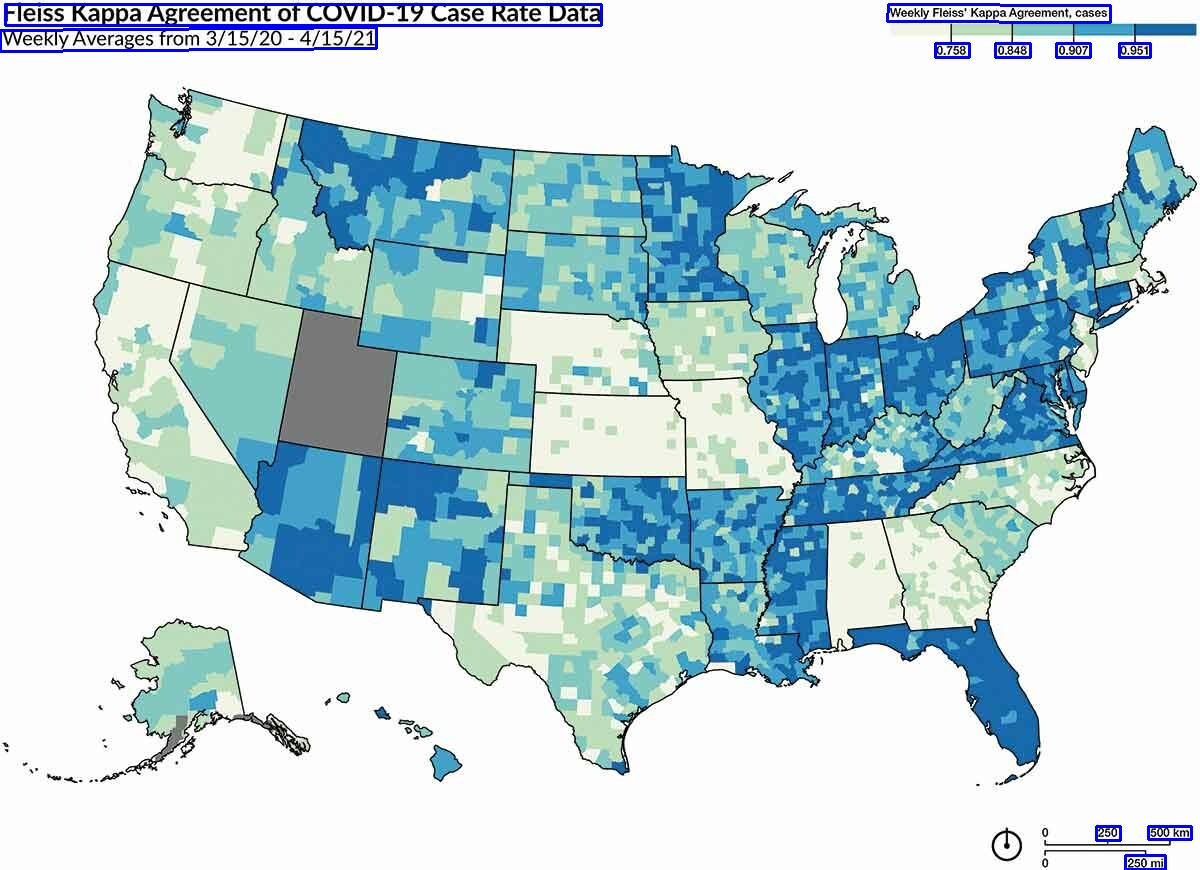 Fleiss Kappa Agreement of COVID-19 Case Rate Data
Weekly Averages from 3/15/20 - 4/15/21
Weekly Fleiss' Kappa Agreement, cases
0.758 0.848 0.907 0.951
0 250 500 km
0 250 mi